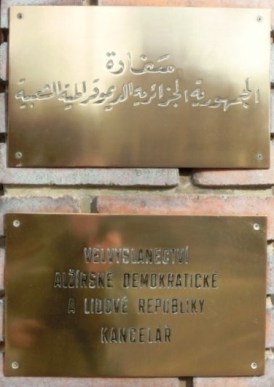 سفارة
الجمهورية الجزائرية الديموقراطية الشعبية
VELVYSLANECTVÍ
ALŽÍRSKÉ DEMOKRATICKÉ
A LIDOVÉ REPUBLIKY
KANCELÁŘ